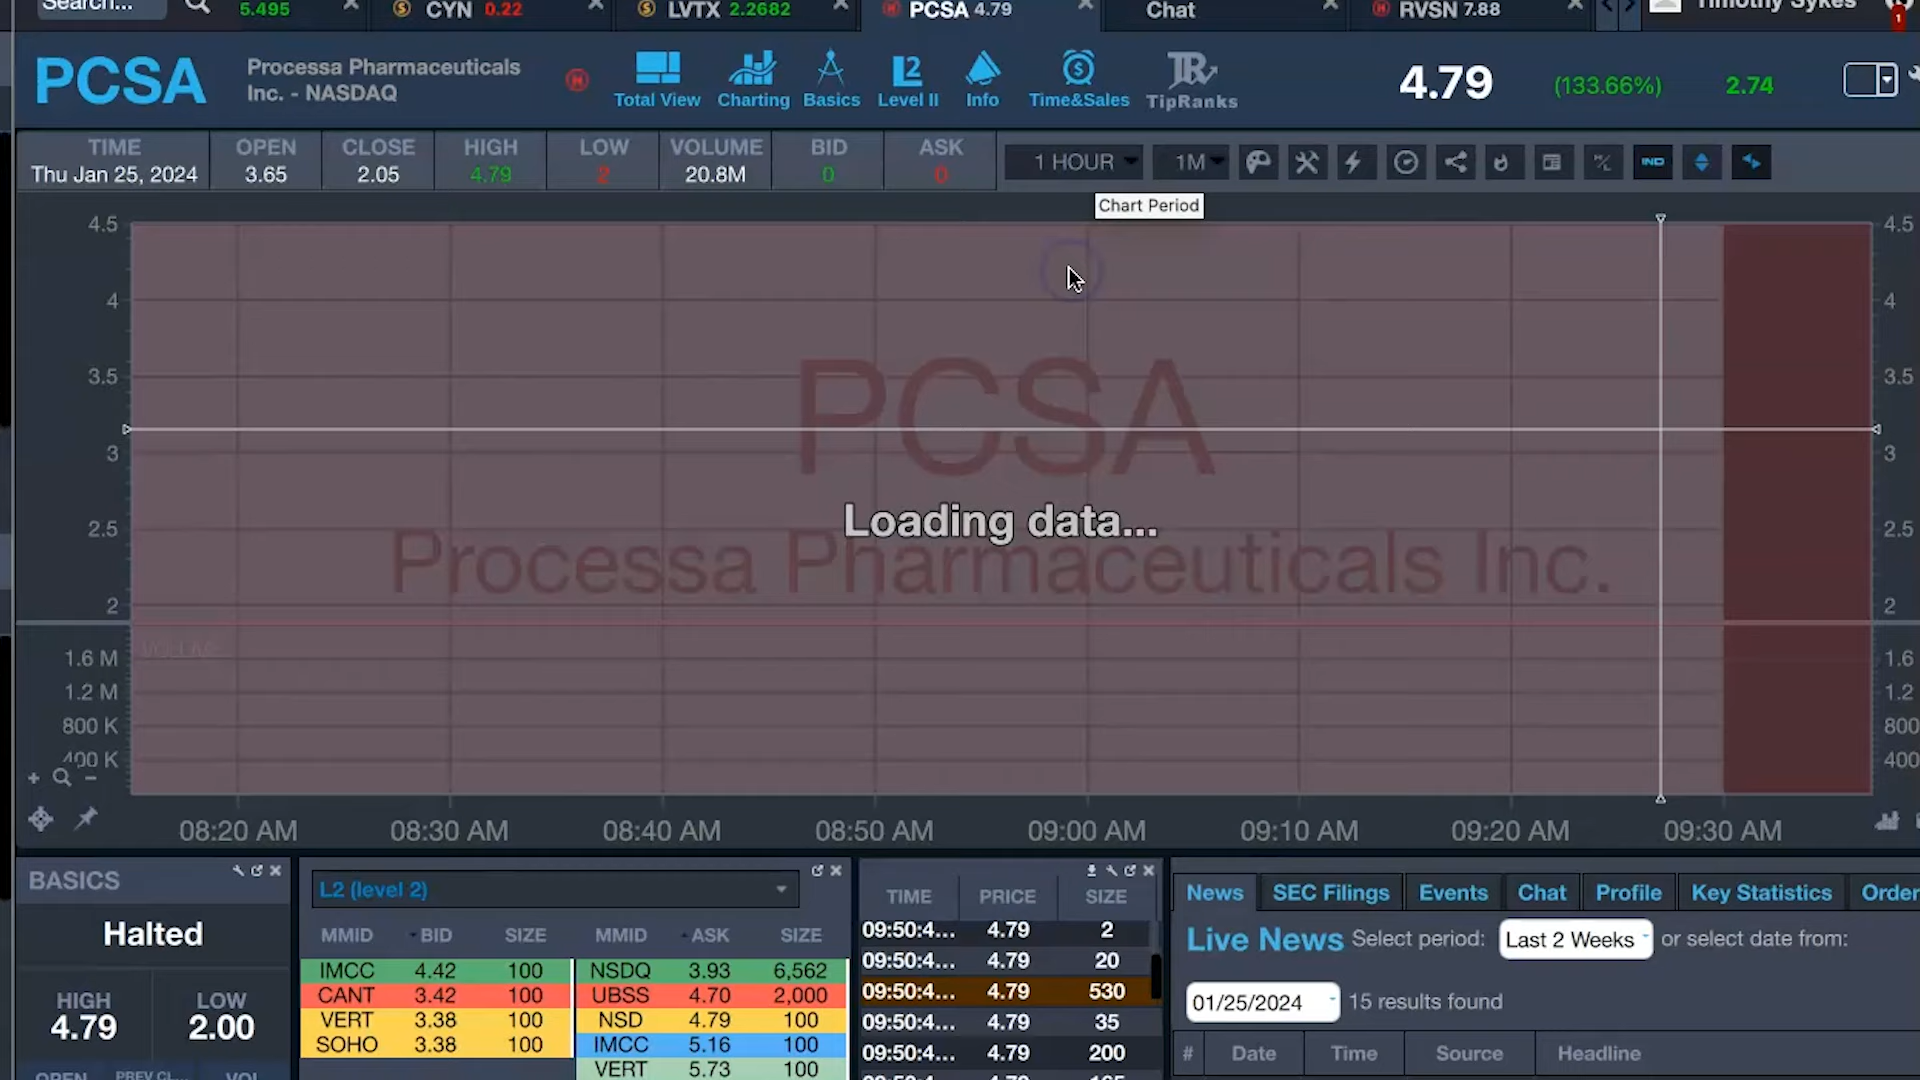 Search...
5.495
CYN 0.22
LVTX 2.2682
PCSA 4.79
Chat
RVSN 7.88
Timothy Sykes
1
PCSA
Processa Pharmaceuticals
Inc. - NASDAQ
H
Total View
Charting
Basics
L2
Level II
Info
Time&Sales
TipRanks
4.79
(133.66%)
2.74
TIME OPEN CLOSE HIGH LOW VOLUME BID ASK
Thu Jan 25, 2024 3.65 2.05 4.79 2 20.8M 0 0
1 HOUR
1M
IND
Chart Period
4.5 4.5
4 4
3.5 3.5
3 3
2.5 2.5
2 2
PCSA
Loading data...
Processa Pharmaceuticals Inc.
1.6 M 1.6
1.2 M 1.2
800 K 800
400 K 400
08:20 AM 08:30 AM 08:40 AM 08:50 AM 09:00 AM 09:10 AM 09:20 AM 09:30 AM
BASICS
Halted
HIGH LOW
4.79 2.00
OPEN PREV CL... VOL
L2 (level 2)
MMID BID SIZE MMID ASK SIZE
IMCC 4.42 100 NSDQ 3.93 6,562
CANT 3.42 100 UBSS 4.70 2,000
VERT 3.38 100 NSD 4.79 100
SOHO 3.38 100 IMCC 5.16 100
VERT 5.73 100
TIME PRICE SIZE
09:50:4... 4.79 2
09:50:4... 4.79 20
09:50:4... 4.79 530
09:50:4... 4.79 35
09:50:4... 4.79 200
News SEC Filings Events Chat Profile Key Statistics Order
Live News Select period: Last 2 Weeks or select date from:
01/25/2024 15 results found
# Date Time Source Headline